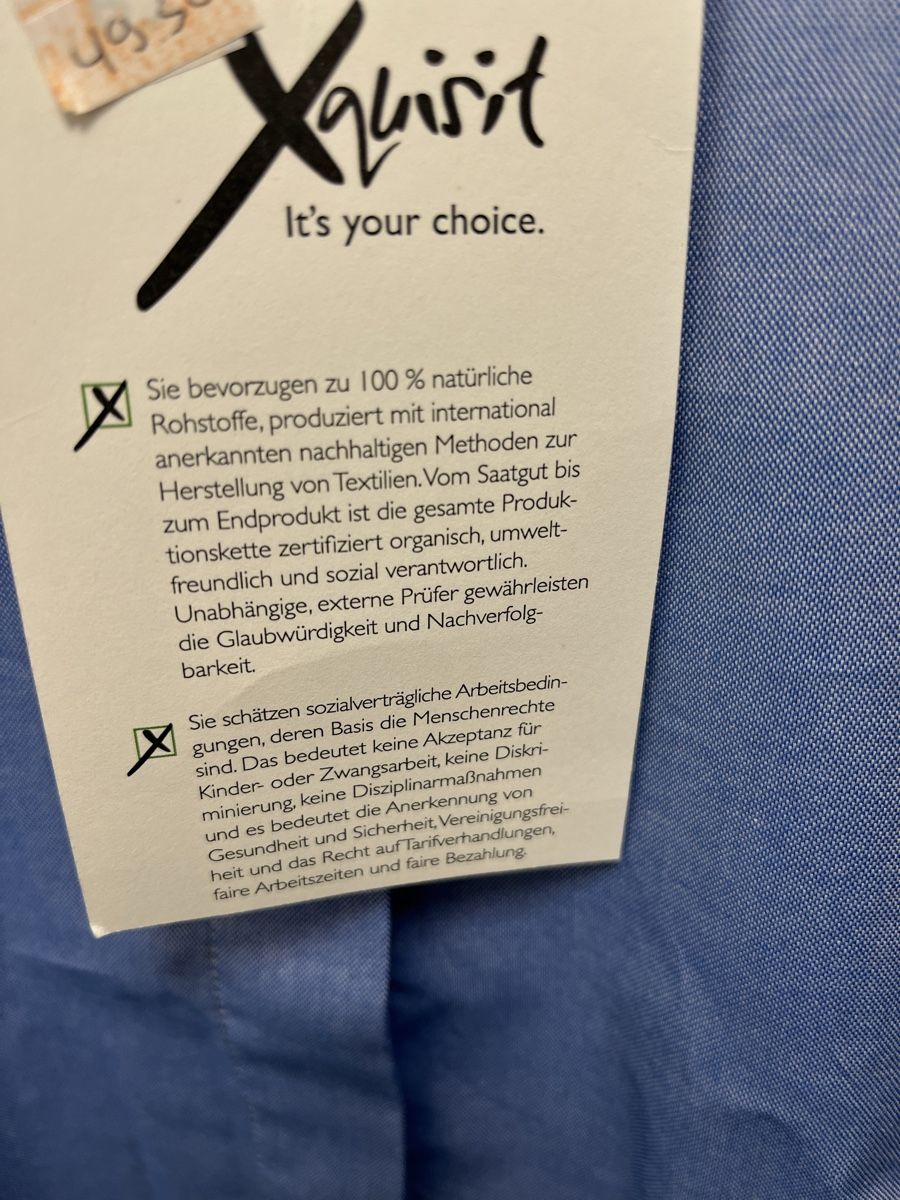 49.50
Xquisit
It's your choice.
Sie bevorzugen zu 100 % natürliche
Rohstoffe, produziert mit international
anerkannten nachhaltigen Methoden zur
Herstellung von Textilien. Vom Saatgut bis
zum Endprodukt ist die gesamte Produk-
tionskette zertifiziert organisch, umwelt-
freundlich und sozial verantwortlich.
Unabhängige, externe Prüfer gewährleisten
die Glaubwürdigkeit und Nachverfolg-
barkeit.
Sie schätzen sozialverträgliche Arbeitsbedin-
gungen, deren Basis die Menschenrechte
sind. Das bedeutet keine Akzeptanz für
Kinder- oder Zwangsarbeit, keine Diskri-
minierung, keine Disziplinarmaßnahmen
und es bedeutet die Anerkennung von
Gesundheit und Sicherheit, Vereinigungsfrei-
heit und das Recht auf Tarifverhandlungen,
faire Arbeitszeiten und faire Bezahlung.